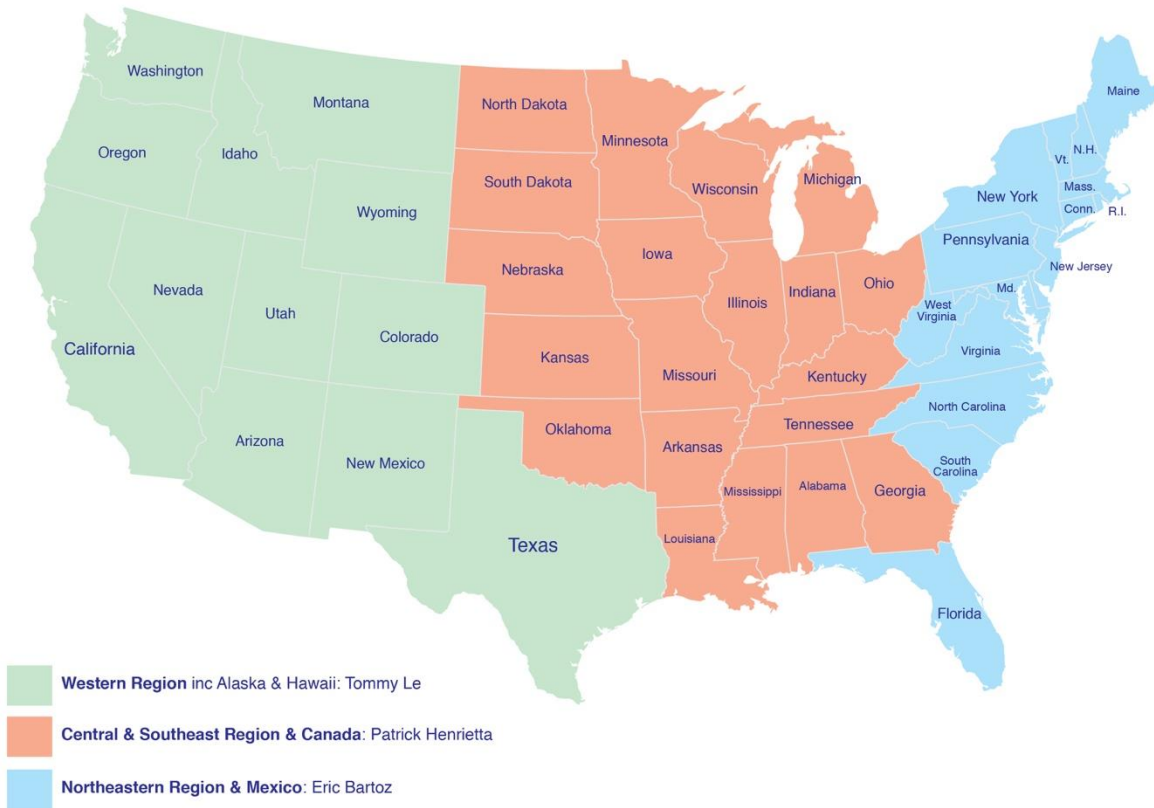 Washington
Montana
North Dakota
Minnesota
Maine
Oregon
Idaho
Vt.
N.H.
South Dakota
Wisconsin
Michigan
New York
Mass.
Wyoming
Conn.
R.I.
Pennsylvania
Nebraska
Iowa
New Jersey
Nevada
Illinois
Indiana
Ohio
Md.
Utah
West
Virginia
Colorado
California
Kansas
Missouri
Kentucky
Virginia
North Carolina
Tennessee
Oklahoma
Arizona
New Mexico
Arkansas
South
Carolina
Mississippi
Alabama
Georgia
Texas
Louisiana
Florida
Western Region inc Alaska & Hawaii: Tommy Le
Central & Southeast Region & Canada: Patrick Henrietta
Northeastern Region & Mexico: Eric Bartoz